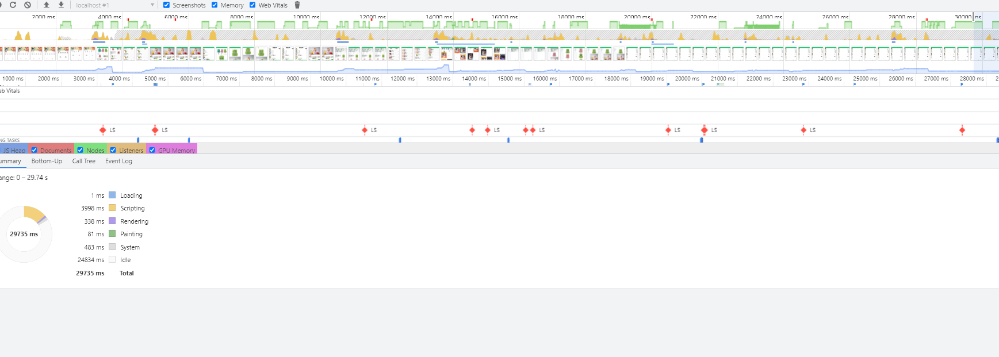 localhost #1 Screenshots Memory Web Vitals
2000 ms 4000 ms 6000 ms 8000 ms 10000 ms 12000 ms 14000 ms 16000 ms 18000 ms 20000 ms 22000 ms 24000 ms 26000 ms 28000 ms 30000 ms
1000 ms 2000 ms 3000 ms 4000 ms 5000 ms 6000 ms 7000 ms 8000 ms 9000 ms 10000 ms 11000 ms 12000 ms 13000 ms 14000 ms 15000 ms 16000 ms 17000 ms 18000 ms 19000 ms 20000 ms 21000 ms 22000 ms 23000 ms 24000 ms 25000 ms 26000 ms 27000 ms 28000 ms
eb Vitals
LS LS LS LS LS LS LS LS
NG TASKS
JS Heap Documents Nodes Listeners GPU Memory
ummary Bottom-Up Call Tree Event Log
ange: 0 – 29.74 s
1 ms Loading
3998 ms Scripting
338 ms Rendering
29735 ms 81 ms Painting
483 ms System
24834 ms Idle
29735 ms Total